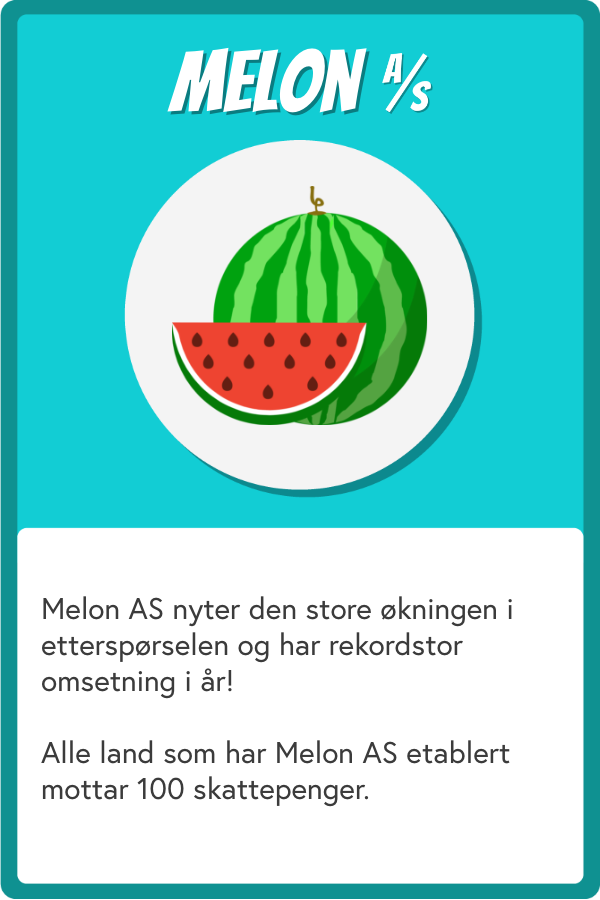 MELON A/S
Melon AS nyter den store økningen i
etterspørselen og har rekordstor
omsetning i år!
Alle land som har Melon AS etablert
mottar 100 skattepenger.